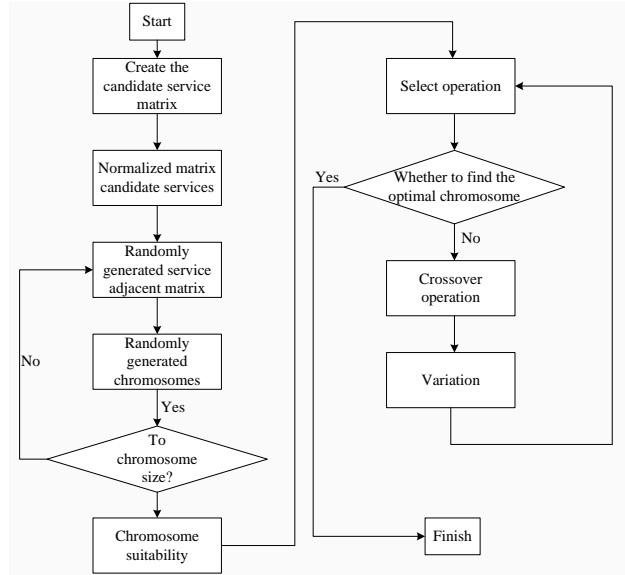 Start
Create the
candidate service
matrix
Normalized matrix
candidate services
Randomly
generated service
adjacent matrix
Randomly
generated
chromosomes
No
Yes
To
chromosome
size?
Chromosome
suitability
Select operation
Whether to find the
optimal chromosome
Yes
No
Crossover
operation
Variation
Finish